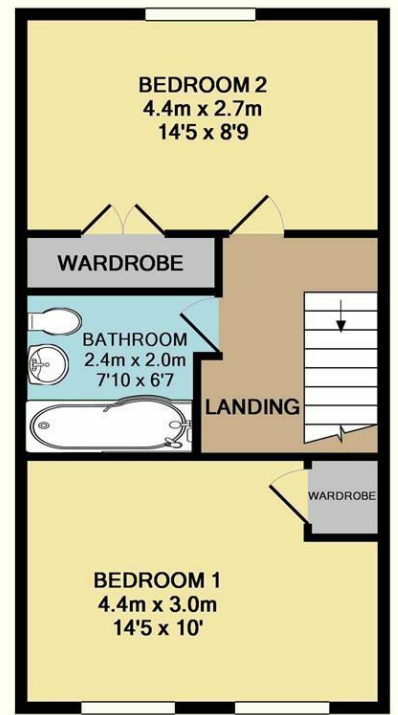 BEDROOM 2
4.4m x 2.7m
14'5 x 8'9
WARDROBE
BATHROOM
2.4m x 2.0m
7'10 x 6'7
LANDING
WARDROBE
BEDROOM 1
4.4m x 3.0m
14'5 x 10'